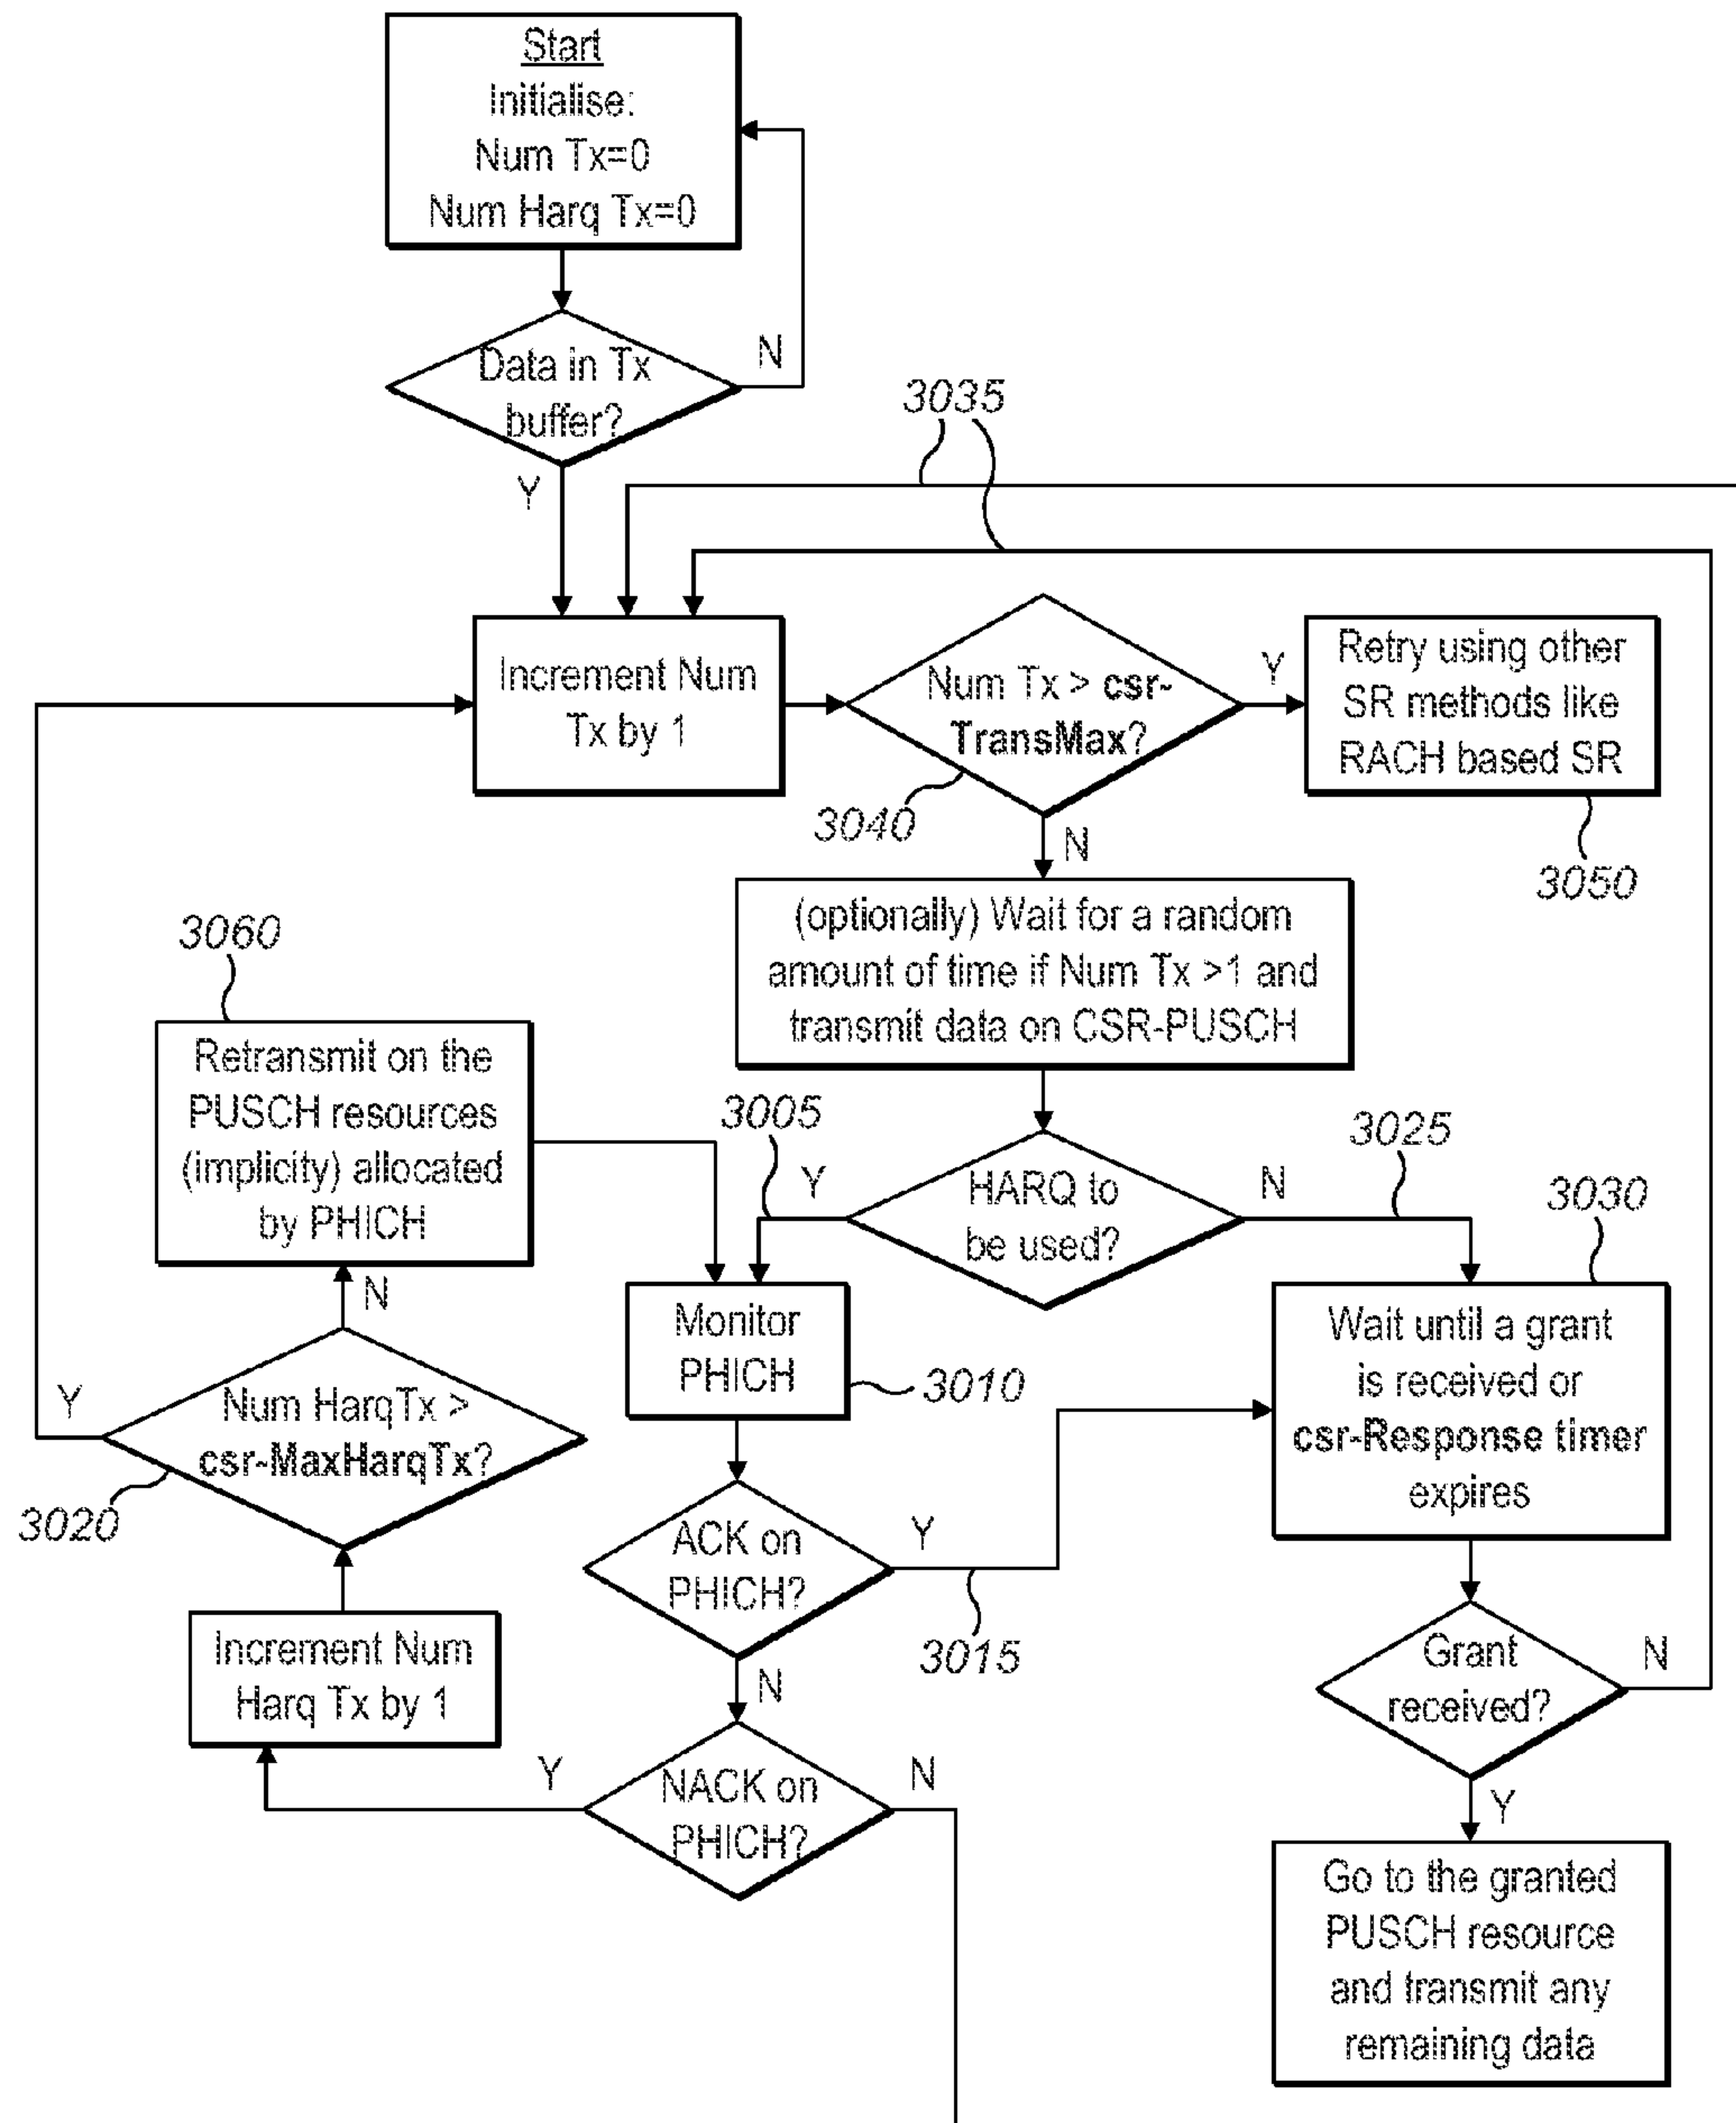 Start
Initialise:
Num Tx=0
Num Harq Tx=0
Data in Tx
buffer?
N
Y
3035
Increment Num
Tx by 1
Num Tx > csr-
TransMax?
Y
3040
N
Retry using other
SR methods like
RACH based SR
3050
(optionally) Wait for a random
amount of time if Num Tx >1 and
transmit data on CSR-PUSCH
3060
Retransmit on the
PUSCH resources
(implicity) allocated
by PHICH
3005
Y
HARQ to
be used?
N
3025
3030
N
Monitor
PHICH
3010
Wait until a grant
is received or
csr-Response timer
expires
Y
Num HarqTx >
csr-MaxHarqTx?
3020
ACK on
PHICH?
Y
3015
N
Increment Num
Harq Tx by 1
Grant
received?
N
Y
Y
NACK on
PHICH?
N
Go to the granted
PUSCH resource
and transmit any
remaining data